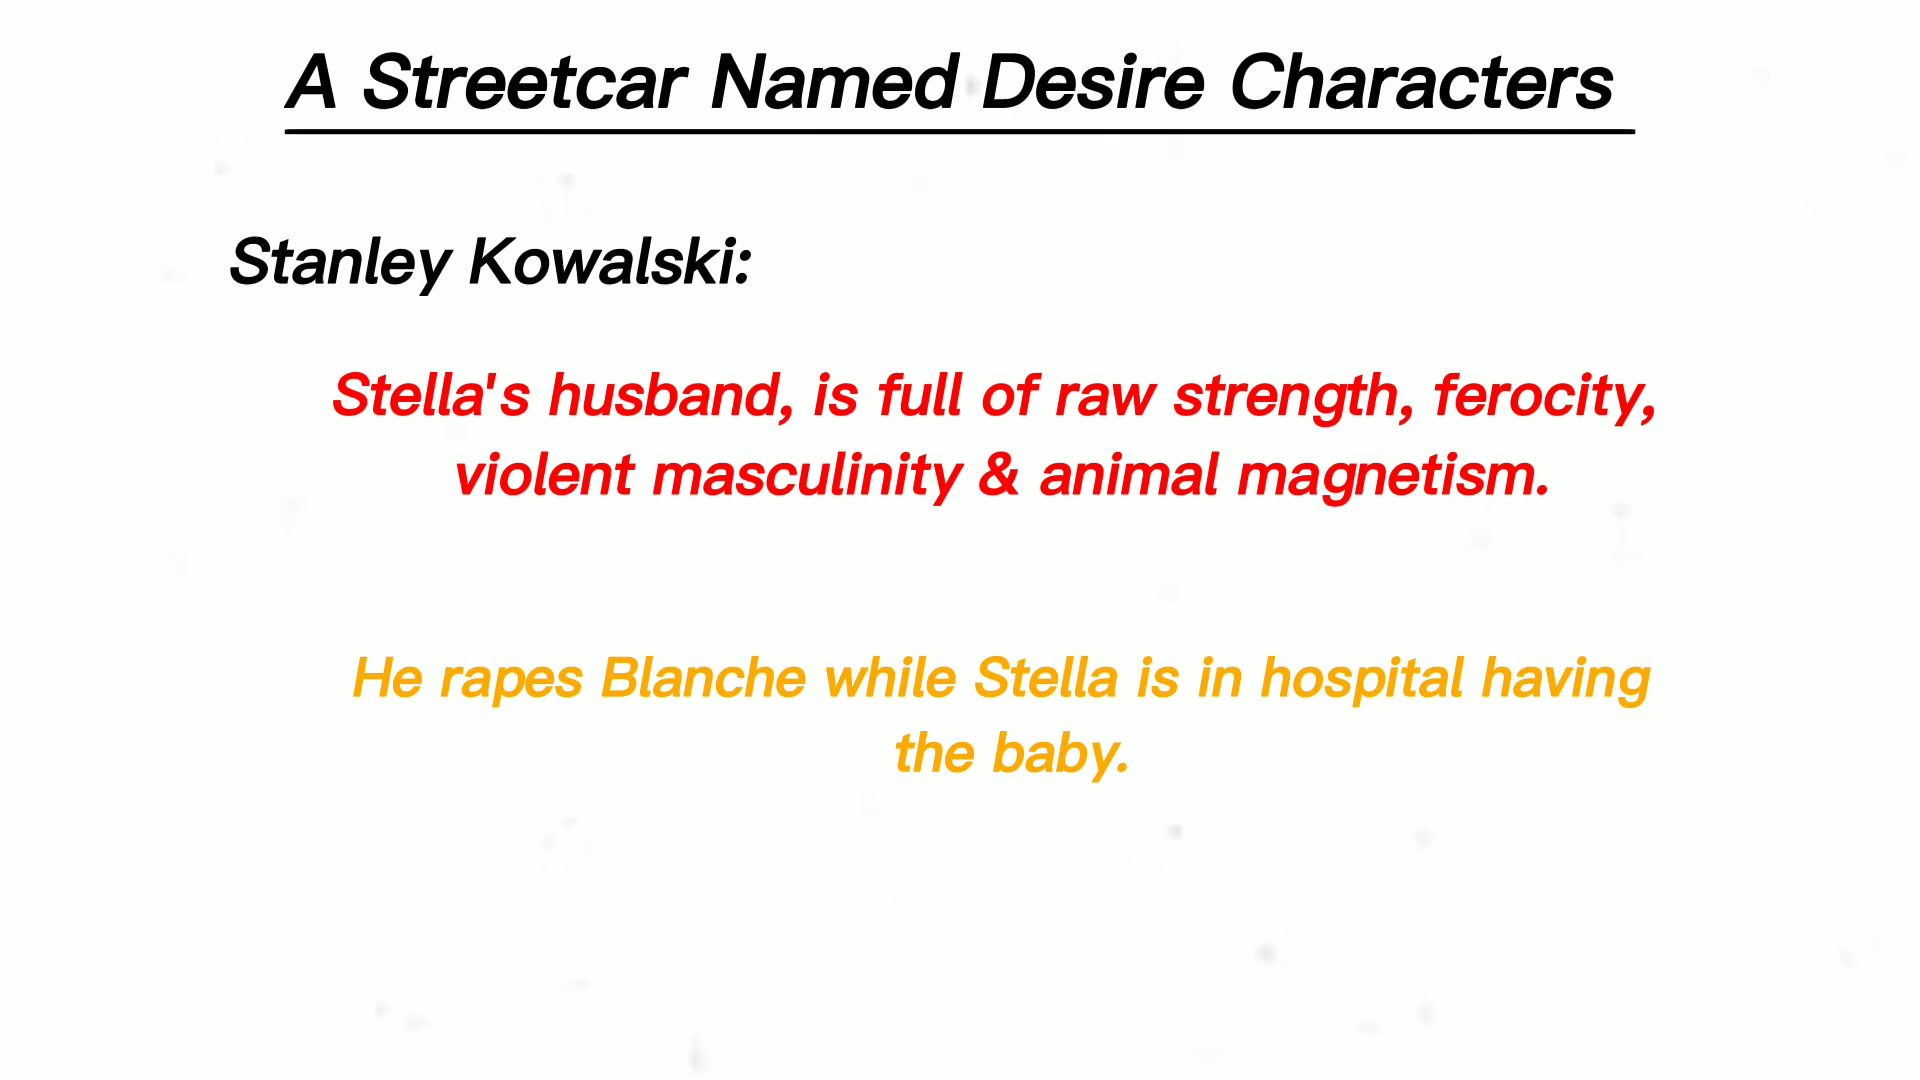 A Streetcar Named Desire Characters
Stanley Kowalski:
Stella's husband, is full of raw strength, ferocity,
violent masculinity & animal magnetism.
He rapes Blanche while Stella is in hospital having
the baby.